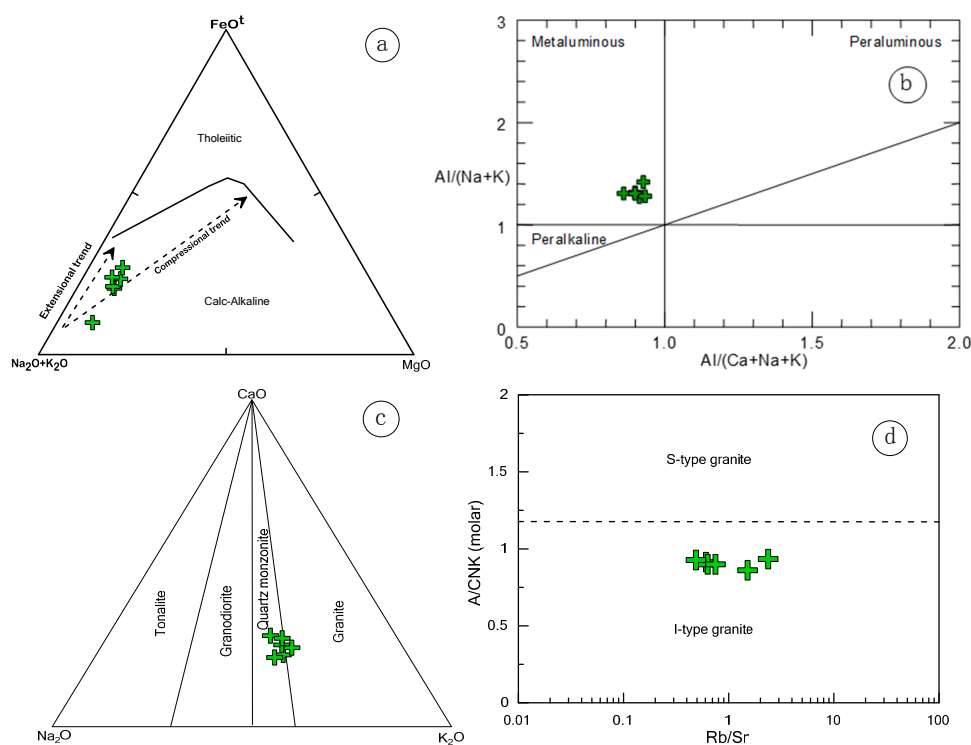 FeOᵗ
a
Tholeiitic
Extensional trend
Compressional trend
Calc-Alkaline
Na₂O+K₂O
MgO
3
2
1
0
Metaluminous
Peraluminous
b
Al/(Na+K)
Peralkaline
0.5
1.0
1.5
2.0
Al/(Ca+Na+K)
CaO
c
Tonalite
Granodiorite
Quartz monzonite
Granite
Na₂O
K₂O
2
1.5
1
0.5
0
A/CNK (molar)
d
S-type granite
I-type granite
0.01
0.1
1
10
100
Rb/Sr